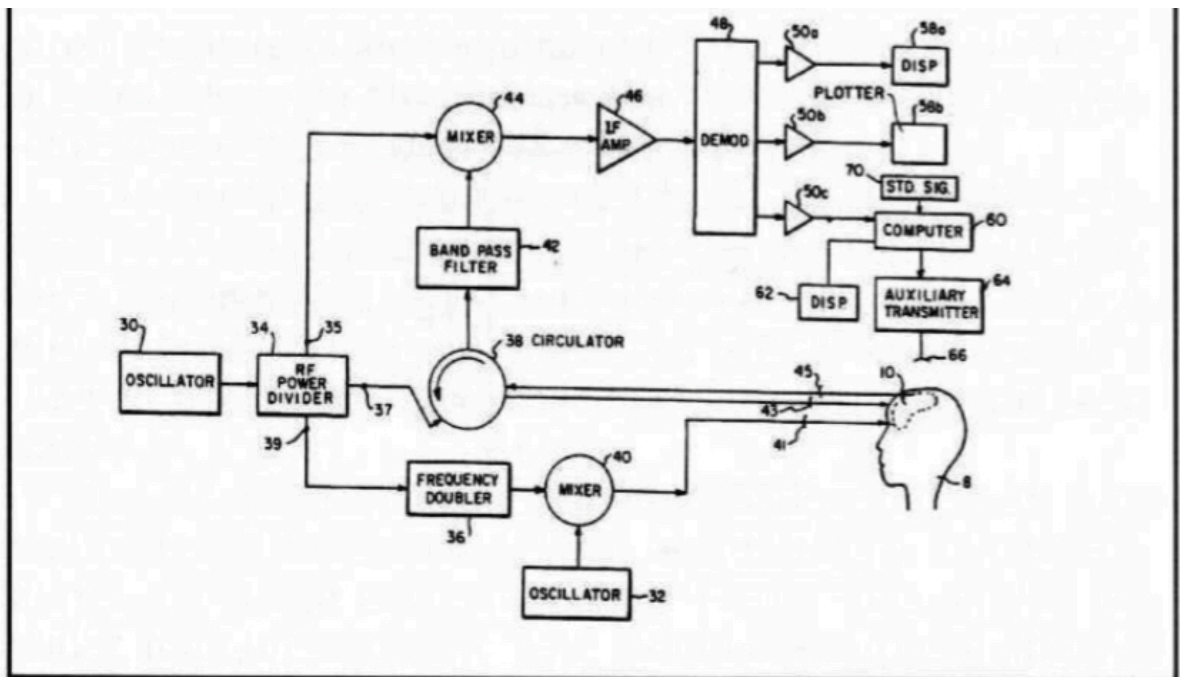 48
50a
58a
DISP
PLOTTER
44
46
MIXER
IF
AMP
DEMOD
50b
58b
70
STD. SIG.
50c
60
COMPUTER
BAND PASS
FILTER
42
62
DISP
64
AUXILIARY
TRANSMITTER
66
30
34
35
38 CIRCULATOR
OSCILLATOR
RF
POWER
DIVIDER
37
45
10
43
41
39
8
FREQUENCY
DOUBLER
36
40
MIXER
OSCILLATOR
32